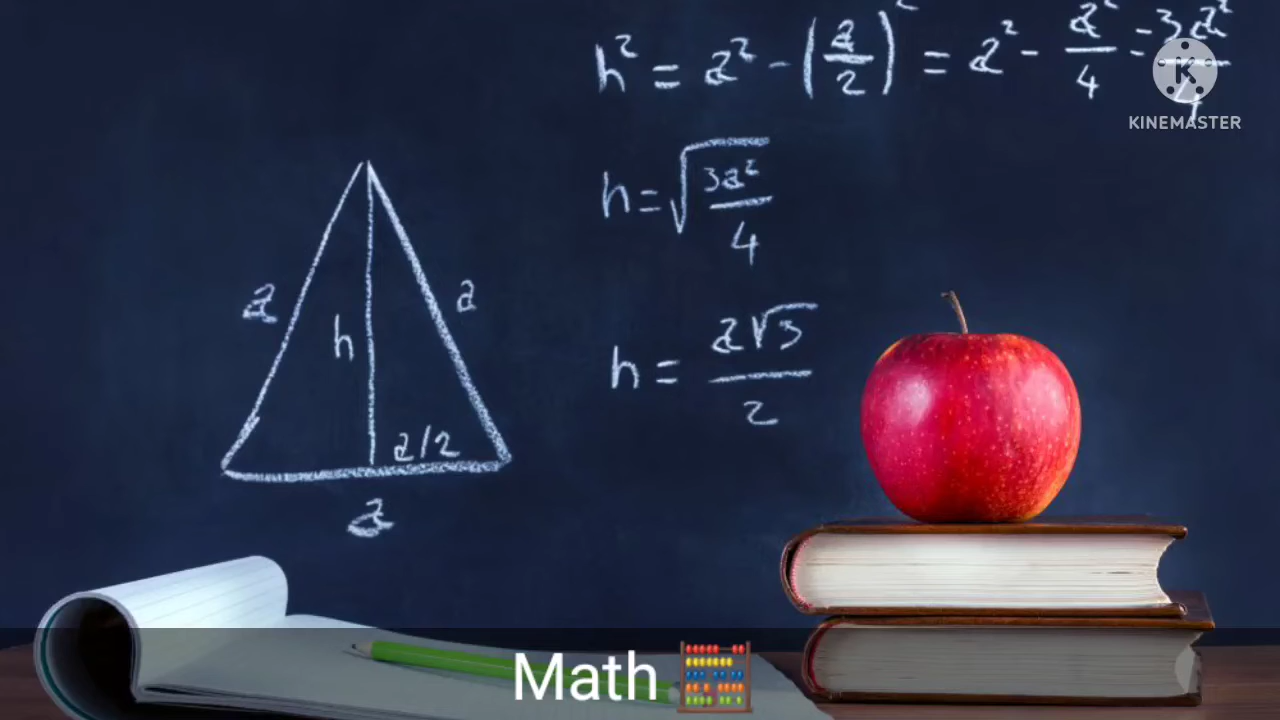 h² = a² - (a/2)² = a² - a²/4 = 3a²/4
h = √(3a²/4)
h = a√3/2
a
a
h
a/2
a
K
KINEMASTER
Math 🧮